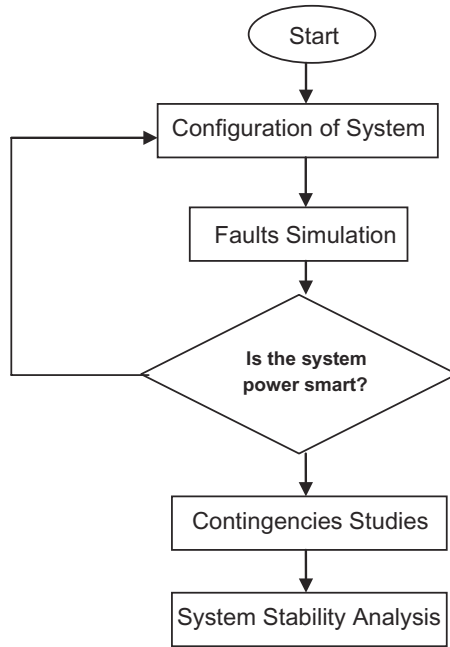 Start
Configuration of System
Faults Simulation
Is the system
power smart?
Contingencies Studies
System Stability Analysis